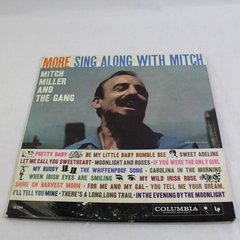 "MORE" SING ALONG WITH MITCH
MITCH
MILLER
AND
THE GANG
PRETTY BABY BE MY LITTLE BABY BUMBLE BEE SWEET ADELINE
LET ME CALL YOU SWEETHEART MOONLIGHT AND ROSES IF YOU WERE THE ONLY GIRL
MY BUDDY THE WHIFFENPOOF SONG CAROLINA IN THE MORNING
WHEN IRISH EYES ARE SMILING MY WILD IRISH ROSE
SHINE ON HARVEST MOON FOR ME AND MY GAL YOU TELL ME YOUR DREAM,
I'LL TELL YOU MINE THERE'S A LONG, LONG TRAIL IN THE EVENING BY THE MOONLIGHT
COLUMBIA